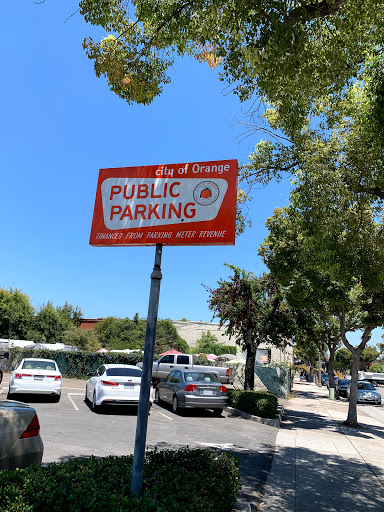 city of Orange
PUBLIC
PARKING
FINANCED FROM PARKING METER REVENUE